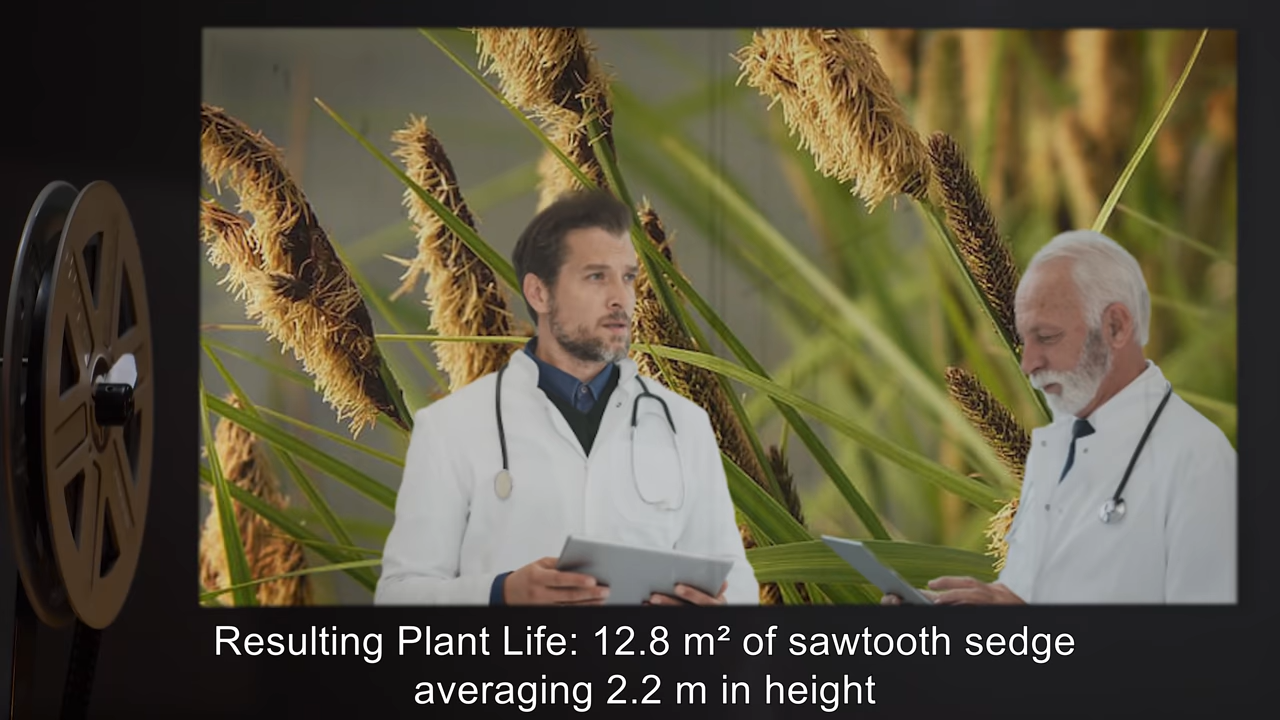 Resulting Plant Life: 12.8 m² of sawtooth sedge
averaging 2.2 m in height